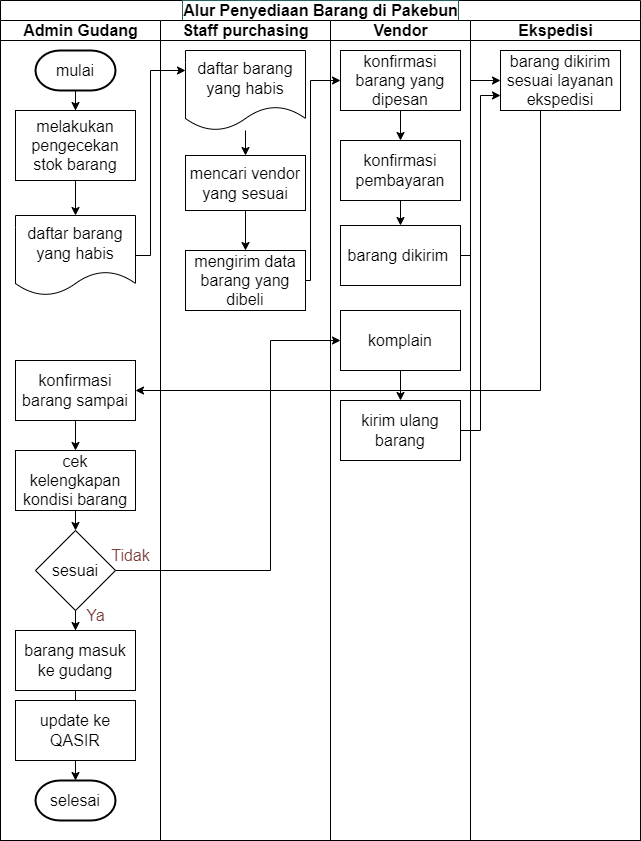 Alur Penyediaan Barang di Pakebun
Admin Gudang
Staff purchasing
Vendor
Ekspedisi
mulai
melakukan
pengecekan
stok barang
daftar barang
yang habis
daftar barang
yang habis
mencari vendor
yang sesuai
mengirim data
barang yang
dibeli
konfirmasi
barang yang
dipesan
konfirmasi
pembayaran
barang dikirim
barang dikirim
sesuai layanan
ekspedisi
konfirmasi
barang sampai
cek
kelengkapan
kondisi barang
sesuai
Tidak
komplain
kirim ulang
barang
Ya
barang masuk
ke gudang
update ke
QASIR
selesai